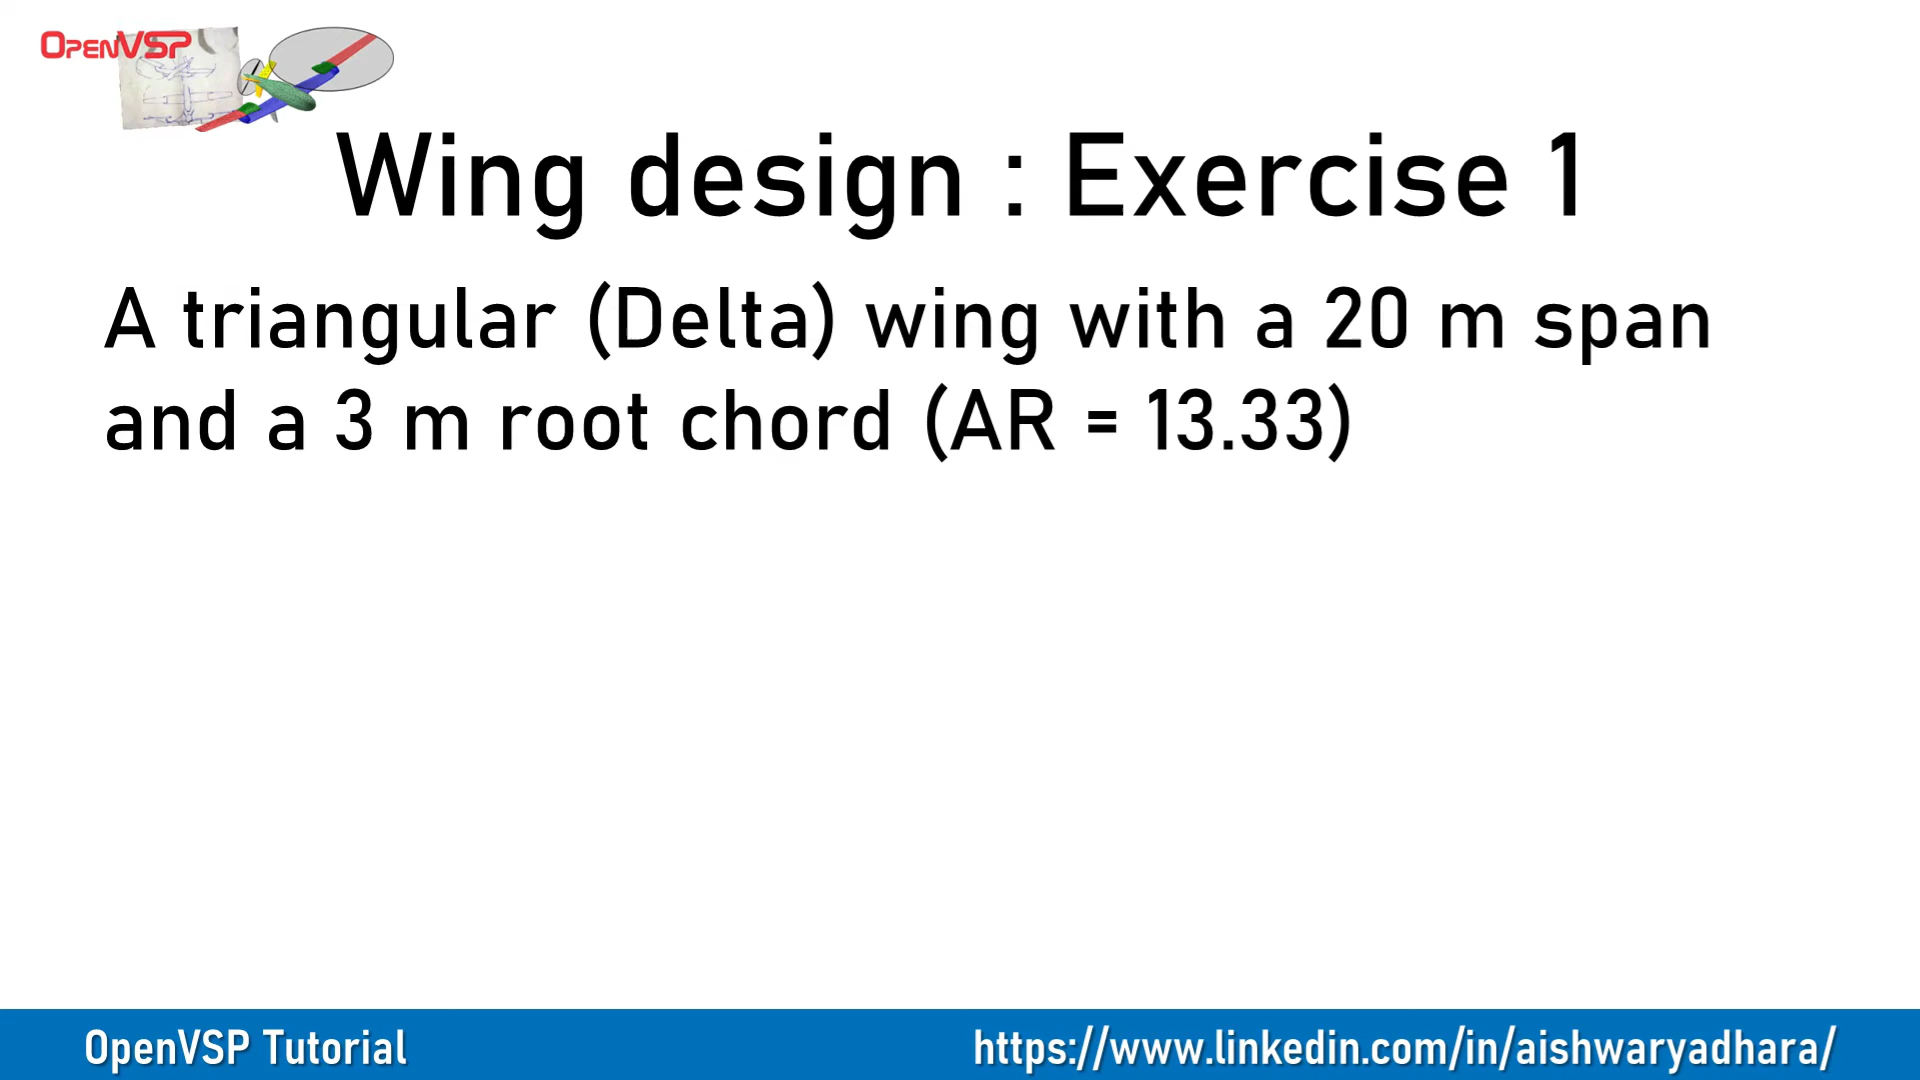 OpenVSP
Wing design : Exercise 1
A triangular (Delta) wing with a 20 m span
and a 3 m root chord (AR = 13.33)
OpenVSP Tutorial
https://www.linkedin.com/in/aishwaryadhara/